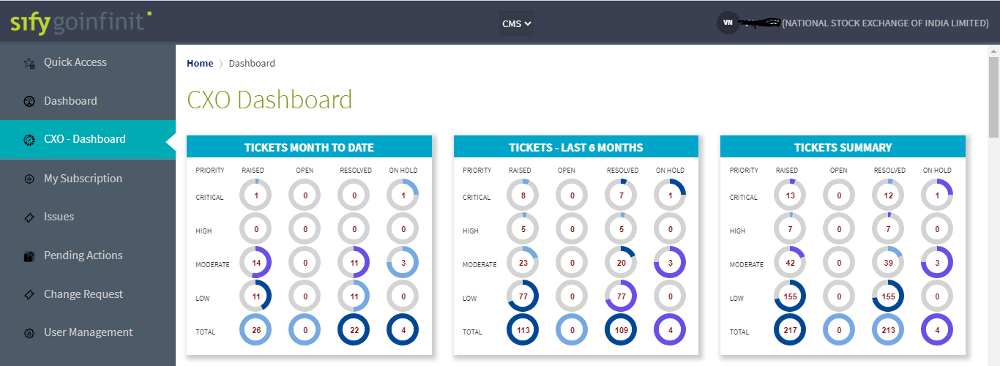 sify goinfinit
CMS
VN (NATIONAL STOCK EXCHANGE OF INDIA LIMITED)
Quick Access
Dashboard
CXO - Dashboard
My Subscription
Issues
Pending Actions
Change Request
User Management
Home 〉 Dashboard
CXO Dashboard
TICKETS MONTH TO DATE
PRIORITY RAISED OPEN RESOLVED ON HOLD
CRITICAL 1 0 0 1
HIGH 0 0 0 0
MODERATE 14 0 11 3
LOW 11 0 11 0
TOTAL 26 0 22 4
TICKETS - LAST 6 MONTHS
PRIORITY RAISED OPEN RESOLVED ON HOLD
CRITICAL 8 0 7 1
HIGH 5 0 5 0
MODERATE 23 0 20 3
LOW 77 0 77 0
TOTAL 113 0 109 4
TICKETS SUMMARY
PRIORITY RAISED OPEN RESOLVED ON HOLD
CRITICAL 13 0 12 1
HIGH 7 0 7 0
MODERATE 42 0 39 3
LOW 155 0 155 0
TOTAL 217 0 213 4